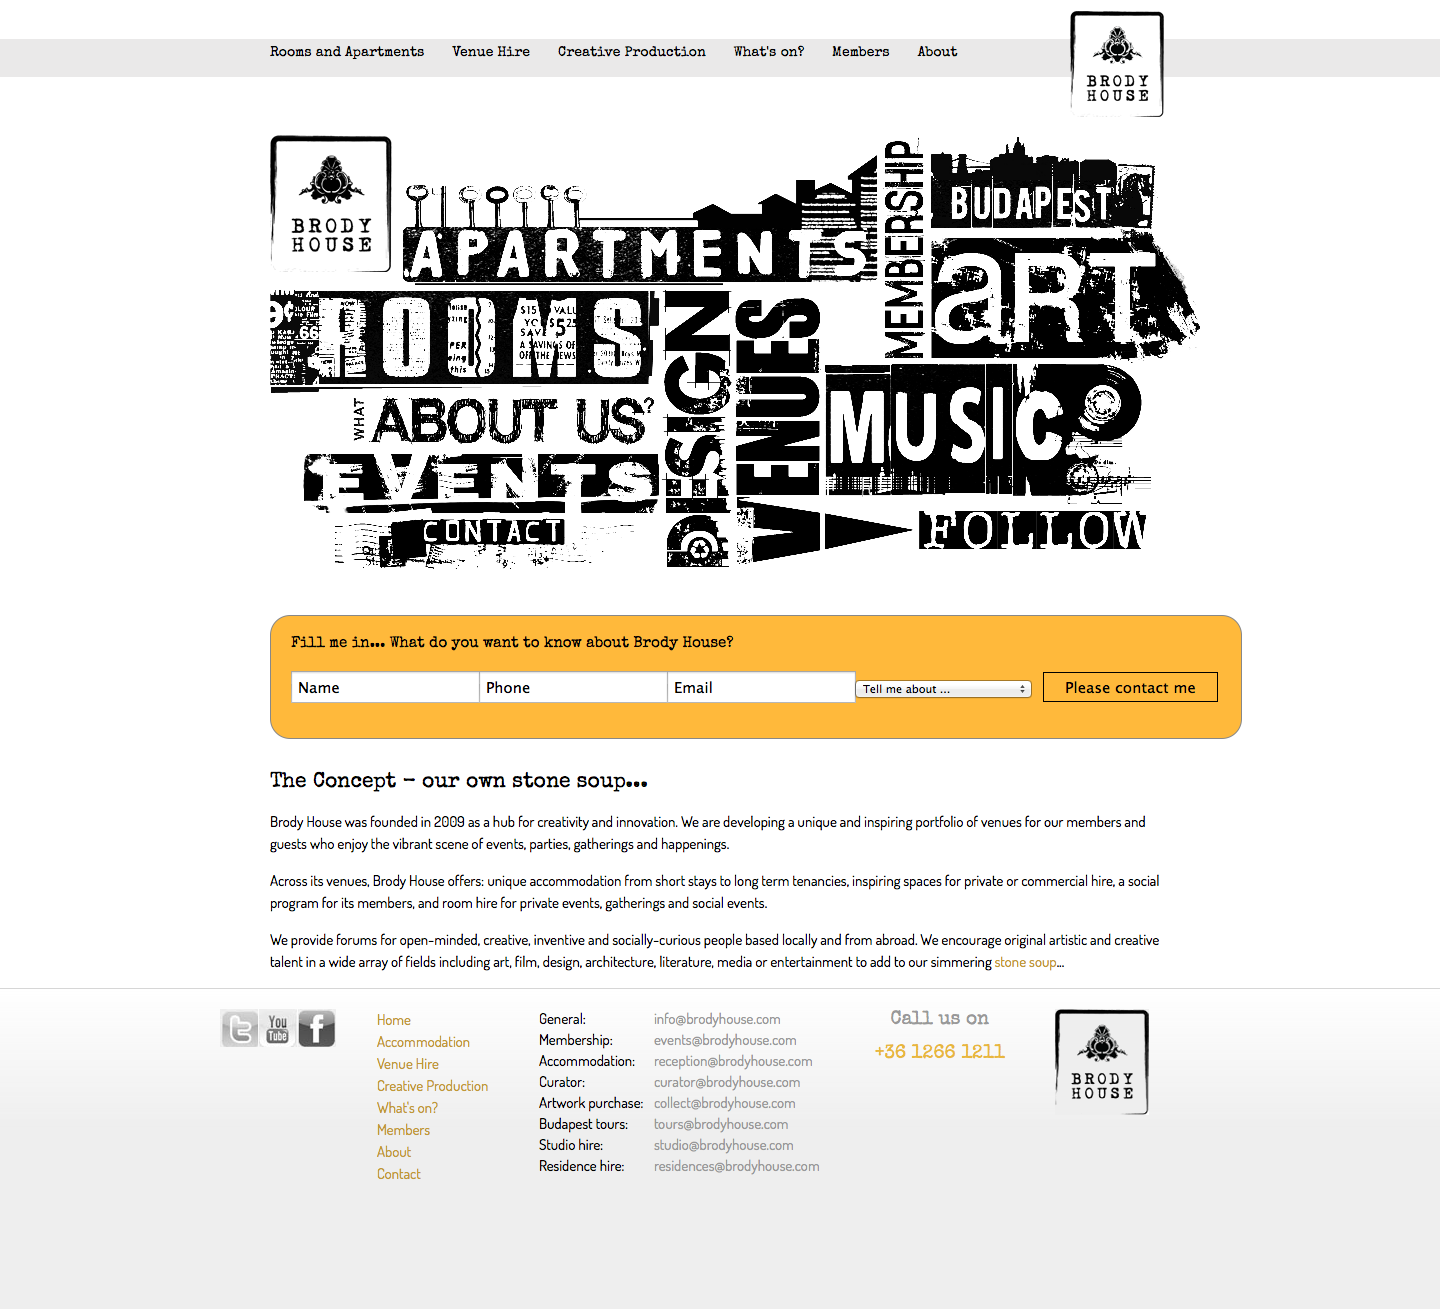 Rooms and Apartments Venue Hire Creative Production What's on? Members About
BRODY
HOUSE
BRODY
HOUSE
APARTMENTS
MEMBERSHIP
BUDAPEST
ART
ROOMS
DESIGN
VENUES
MUSIC
WHAT ABOUT US?
EVENTS
CONTACT
FOLLOW
Fill me in... What do you want to know about Brody House?
Name Phone Email Tell me about ... Please contact me
The Concept - our own stone soup...
Brody House was founded in 2009 as a hub for creativity and innovation. We are developing a unique and inspiring portfolio of venues for our members and
guests who enjoy the vibrant scene of events, parties, gatherings and happenings.
Across its venues, Brody House offers: unique accommodation from short stays to long term tenancies, inspiring spaces for private or commercial hire, a social
program for its members, and room hire for private events, gatherings and social events.
We provide forums for open-minded, creative, inventive and socially-curious people based locally and from abroad. We encourage original artistic and creative
talent in a wide array of fields including art, film, design, architecture, literature, media or entertainment to add to our simmering stone soup...
You
Tube
Home
Accommodation
Venue Hire
Creative Production
What's on?
Members
About
Contact
General: info@brodyhouse.com
Membership: events@brodyhouse.com
Accommodation: reception@brodyhouse.com
Curator: curator@brodyhouse.com
Artwork purchase: collect@brodyhouse.com
Budapest tours: tours@brodyhouse.com
Studio hire: studio@brodyhouse.com
Residence hire: residences@brodyhouse.com
Call us on
+36 1266 1211
BRODY
HOUSE